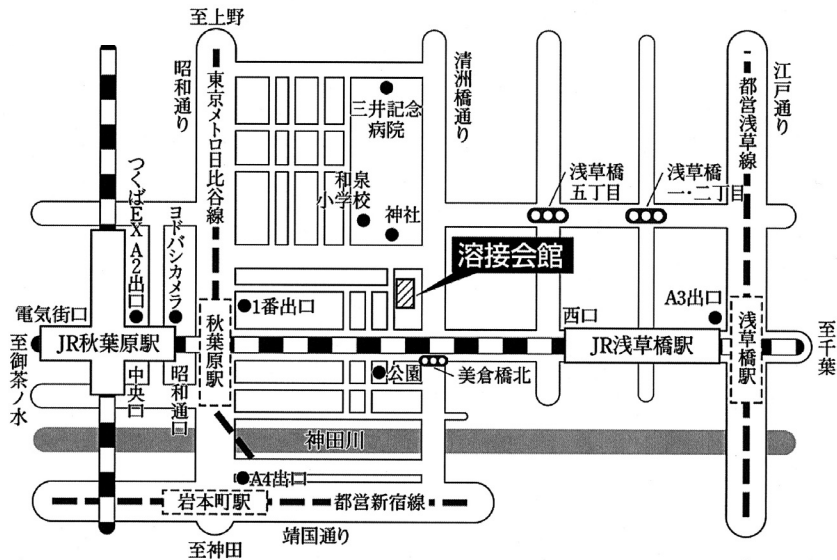 至上野
昭和通り
東京メトロ日比谷線
三井記念
病院
清洲橋通り
都営浅草線
江戸通り
つくばEX A2出口
ヨドバシカメラ
和泉
小学校
神社
浅草橋
五丁目
浅草橋
一・二丁目
溶接会館
電気街口
1番出口
西口
A3出口
至御茶ノ水
JR秋葉原駅
秋葉原駅
JR浅草橋駅
浅草橋駅
至千葉
中央口
昭和通口
公園
美倉橋北
神田川
A4出口
岩本町駅
都営新宿線
靖国通り
至神田